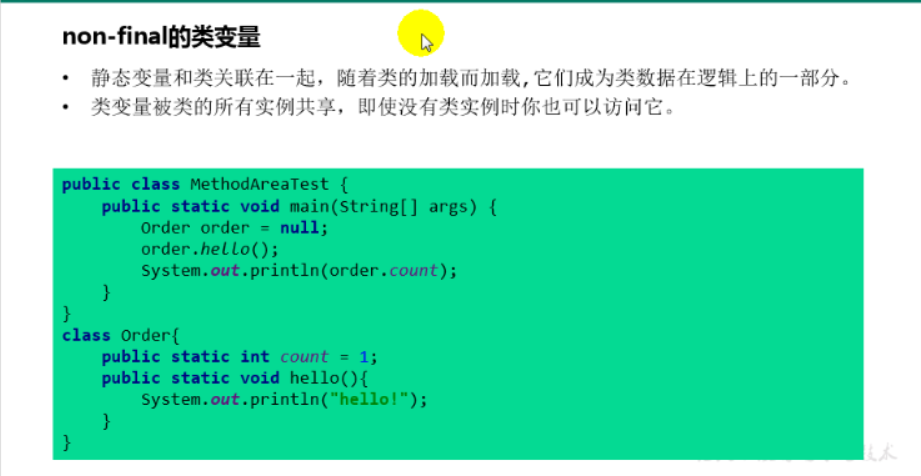 non-final的类变量
• 静态变量和类关联在一起，随着类的加载而加载,它们成为类数据在逻辑上的一部分。
• 类变量被类的所有实例共享，即使没有类实例时你也可以访问它。
public class MethodAreaTest {
    public static void main(String[] args) {
        Order order = null;
        order.hello();
        System.out.println(order.count);
    }
}
class Order{
    public static int count = 1;
    public static void hello(){
        System.out.println("hello!");
    }
}